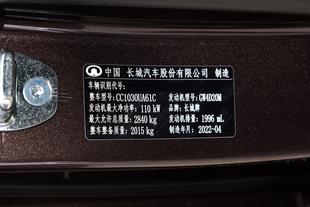 中国 长城汽车股份有限公司 制造
车辆识别代号:
整车型号:CC1030UA61C 发动机型号:GW4D20M
发动机最大净功率:110 kW 品牌:长城牌
最大允许总质量:2840 kg 发动机排量:1996 mL
整车整备质量:2015 kg 制造年月:2022-04